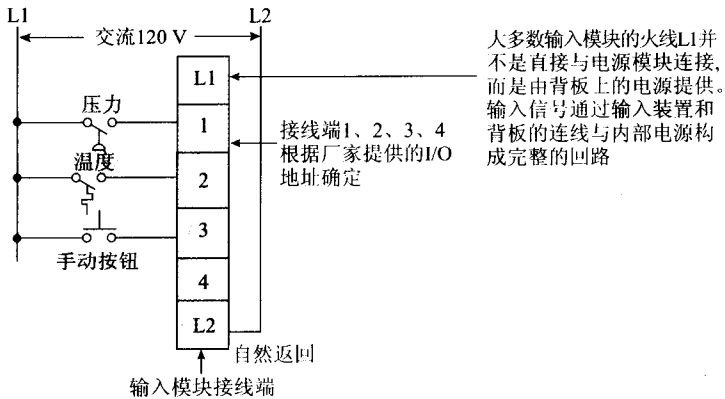 L1
L2
交流120 V
大多数输入模块的火线L1并
不是直接与电源模块连接,
而是由背板上的电源提供。
输入信号通过输入装置和
背板的连线与内部电源构
成完整的回路
L1
压力
1
接线端1、2、3、4
根据厂家提供的I/O
地址确定
温度
2
3
手动按钮
4
L2
自然返回
输入模块接线端